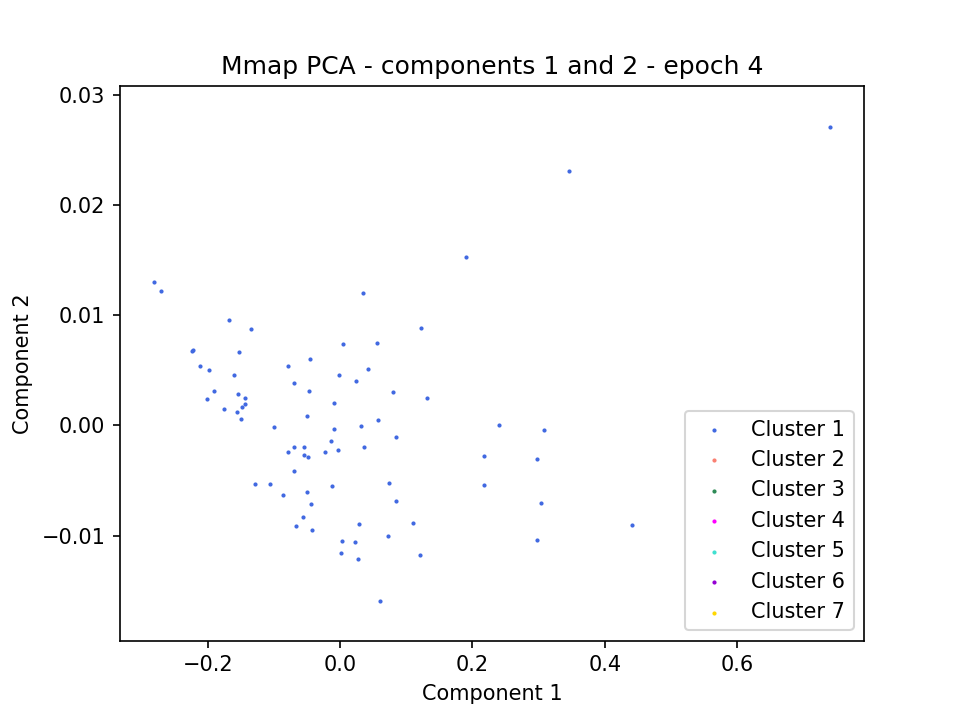 Mmap PCA - components 1 and 2 - epoch 4
0.03
0.02
0.01
0.00
−0.01
Component 2
Cluster 1
Cluster 2
Cluster 3
Cluster 4
Cluster 5
Cluster 6
Cluster 7
−0.2 0.0 0.2 0.4 0.6
Component 1